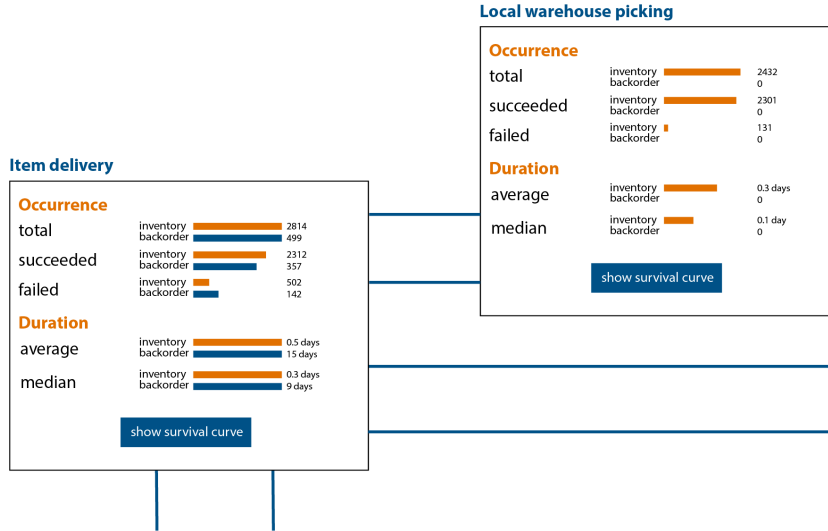 Local warehouse picking
Occurrence
total
inventory 2432
backorder 0
succeeded
inventory 2301
backorder 0
failed
inventory 131
backorder 0
Duration
average
inventory 0.3 days
backorder 0
median
inventory 0.1 day
backorder 0
show survival curve
Item delivery
Occurrence
total
inventory 2814
backorder 499
succeeded
inventory 2312
backorder 357
failed
inventory 502
backorder 142
Duration
average
inventory 0.5 days
backorder 15 days
median
inventory 0.3 days
backorder 9 days
show survival curve